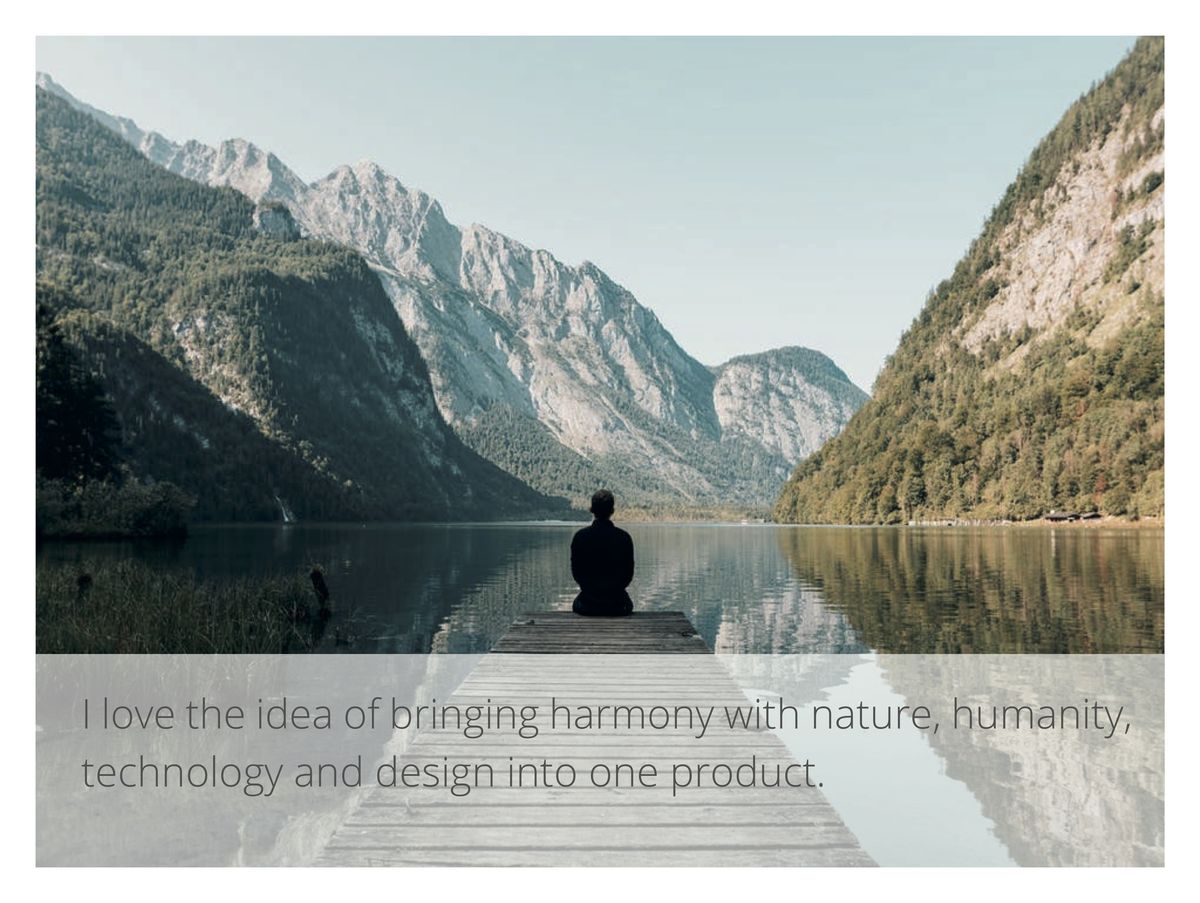 I love the idea of bringing harmony with nature, humanity,
technology and design into one product.